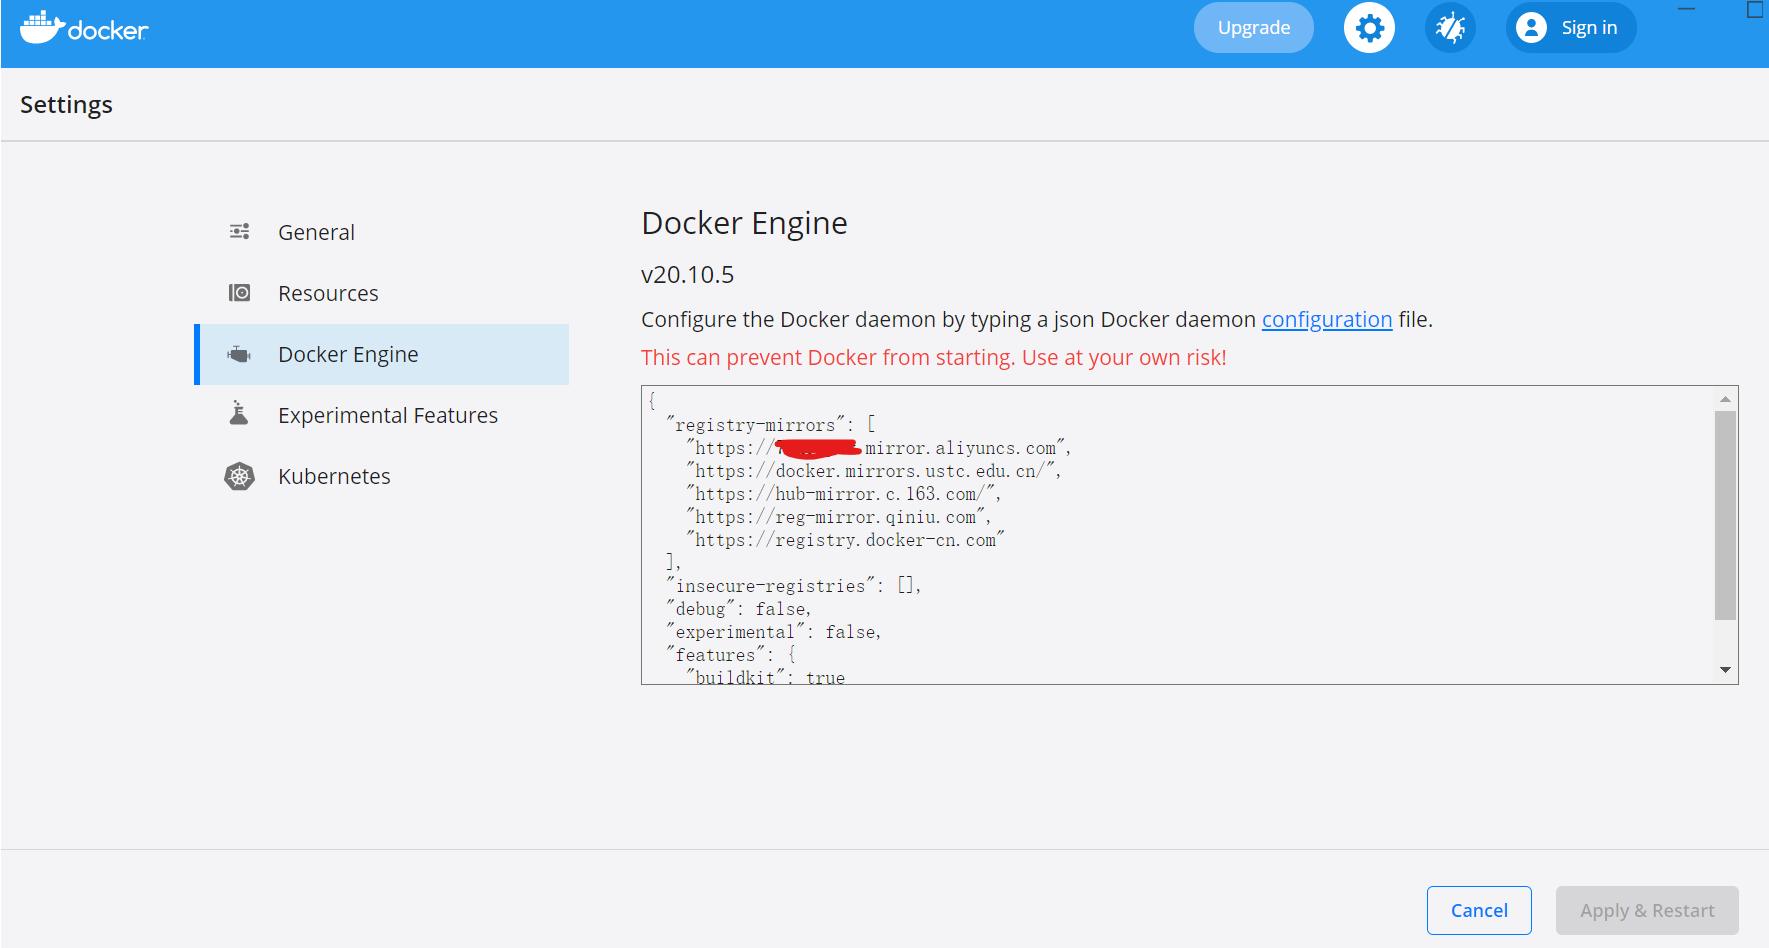 docker
Upgrade
Sign in
Settings
General
Resources
Docker Engine
Experimental Features
Kubernetes
Docker Engine
v20.10.5
Configure the Docker daemon by typing a json Docker daemon configuration file.
This can prevent Docker from starting. Use at your own risk!
{
"registry-mirrors": [
"https://.mirror.aliyuncs.com",
"https://docker.mirrors.ustc.edu.cn/",
"https://hub-mirror.c.163.com/",
"https://reg-mirror.qiniu.com",
"https://registry.docker-cn.com"
],
"insecure-registries": [],
"debug": false,
"experimental": false,
"features": {
"buildkit": true
Cancel
Apply & Restart